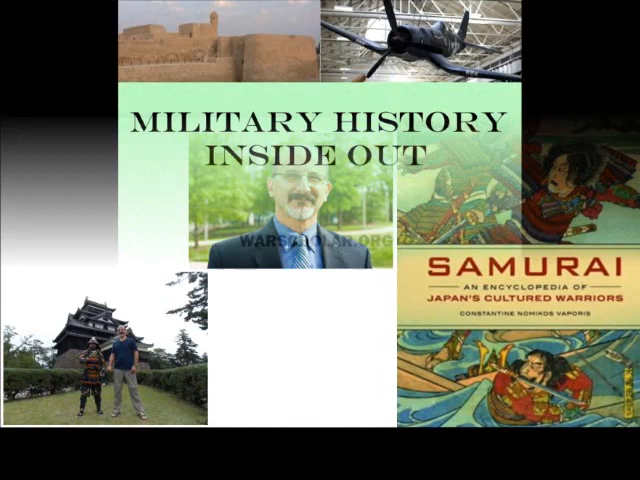 MILITARY HISTORY
INSIDE OUT
WARSCHOLAR.ORG
SAMURAI
AN ENCYCLOPEDIA OF
JAPAN'S CULTURED WARRIORS
CONSTANTINE NOMIKOS VAPORIS